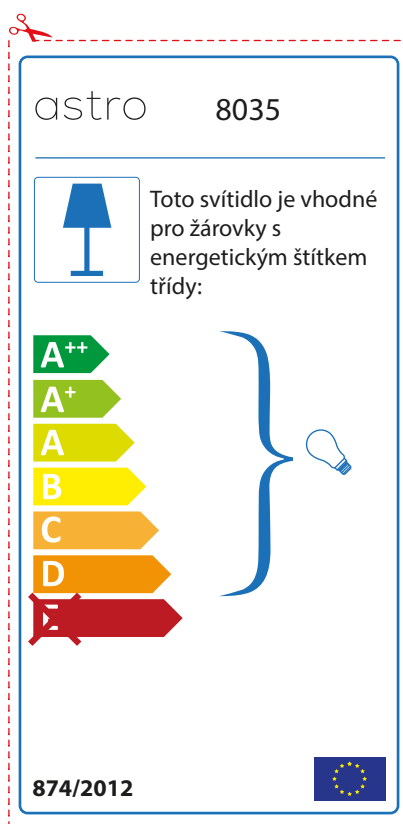 astro 8035
Toto svítidlo je vhodné
pro žárovky s
energetickým štítkem
třídy:
A++
A+
A
B
C
D
E
874/2012